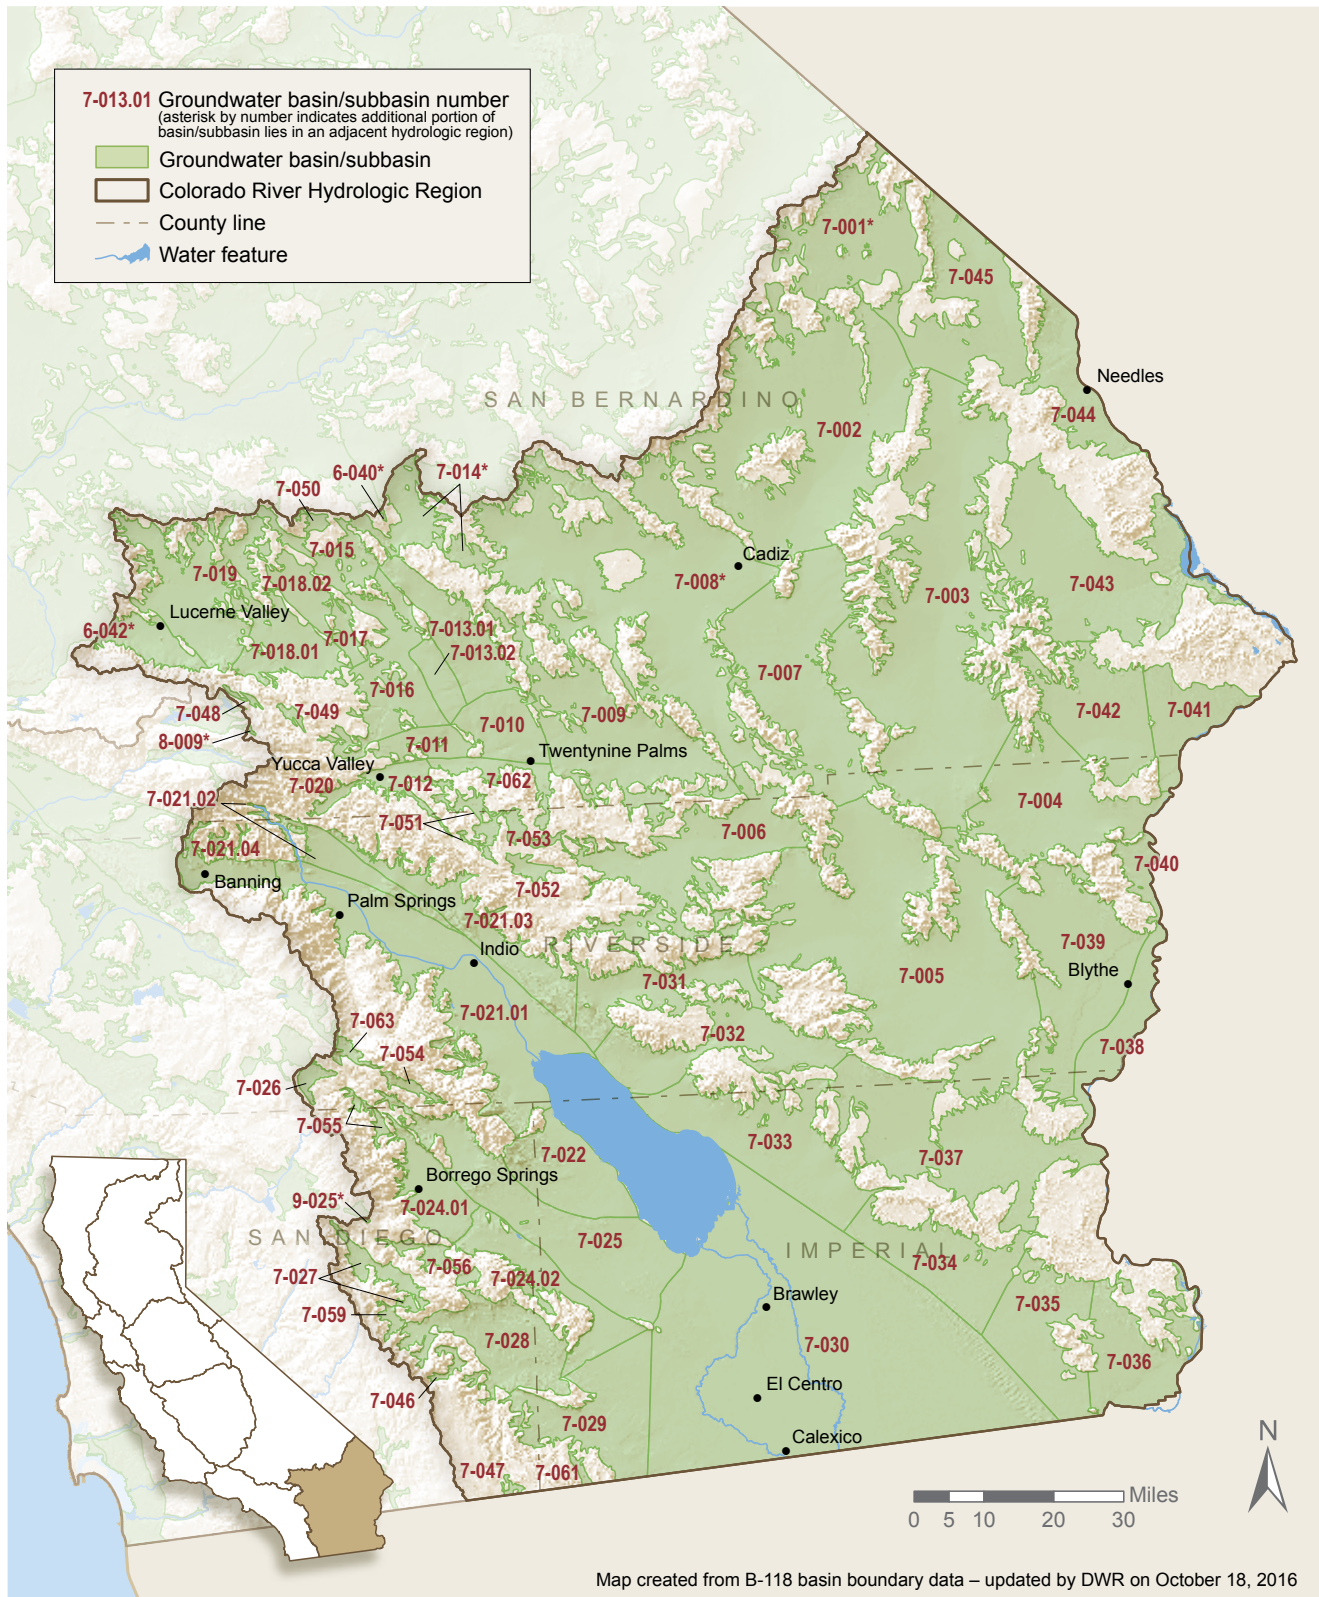 7-013.01 Groundwater basin/subbasin number
(asterisk by number indicates additional portion of
basin/subbasin lies in an adjacent hydrologic region)
Groundwater basin/subbasin
Colorado River Hydrologic Region
County line
Water feature
7-001*
7-045
Needles
7-044
SAN BERNARDINO
7-002
6-040*
7-014*
7-050
7-015
Cadiz
7-008*
7-019
7-018.02
7-043
7-003
Lucerne Valley
6-042*
7-017
7-013.01
7-018.01
7-013.02
7-007
7-016
7-048
7-049
7-010
7-009
7-042
7-041
8-009*
7-011
Twentynine Palms
Yucca Valley
7-020
7-012
7-062
7-021.02
7-004
7-051
7-053
7-006
7-021.04
7-040
Banning
7-052
Palm Springs
7-021.03
RIVERSIDE
7-039
Indio
Blythe
7-031
7-005
7-021.01
7-063
7-032
7-054
7-038
7-026
7-055
7-033
7-022
7-037
Borrego Springs
9-025*
7-024.01
SAN DIEGO
7-025
IMPERIAL
7-034
7-027
7-056
7-024.02
Brawley
7-059
7-035
7-028
7-030
7-036
7-046
El Centro
7-029
Calexico
7-047
7-061
N
Miles
0 5 10 20 30
Map created from B-118 basin boundary data – updated by DWR on October 18, 2016